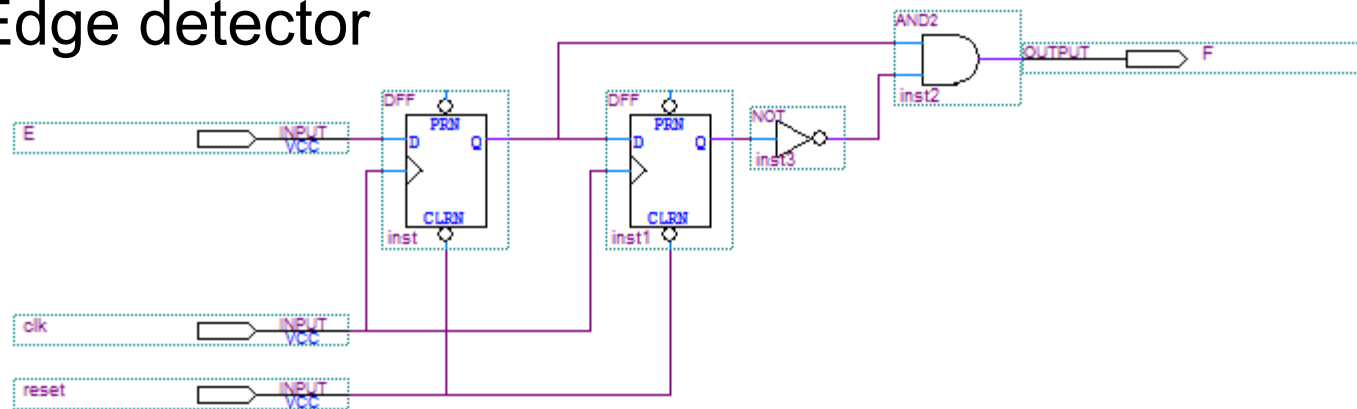 Edge detector
AND2
OUTPUT F
inst2
DFF DFF
PRN PRN
NOT
E INPUT
VCC
D Q D Q
inst3
CLRN CLRN
inst inst1
clk INPUT
VCC
reset INPUT
VCC